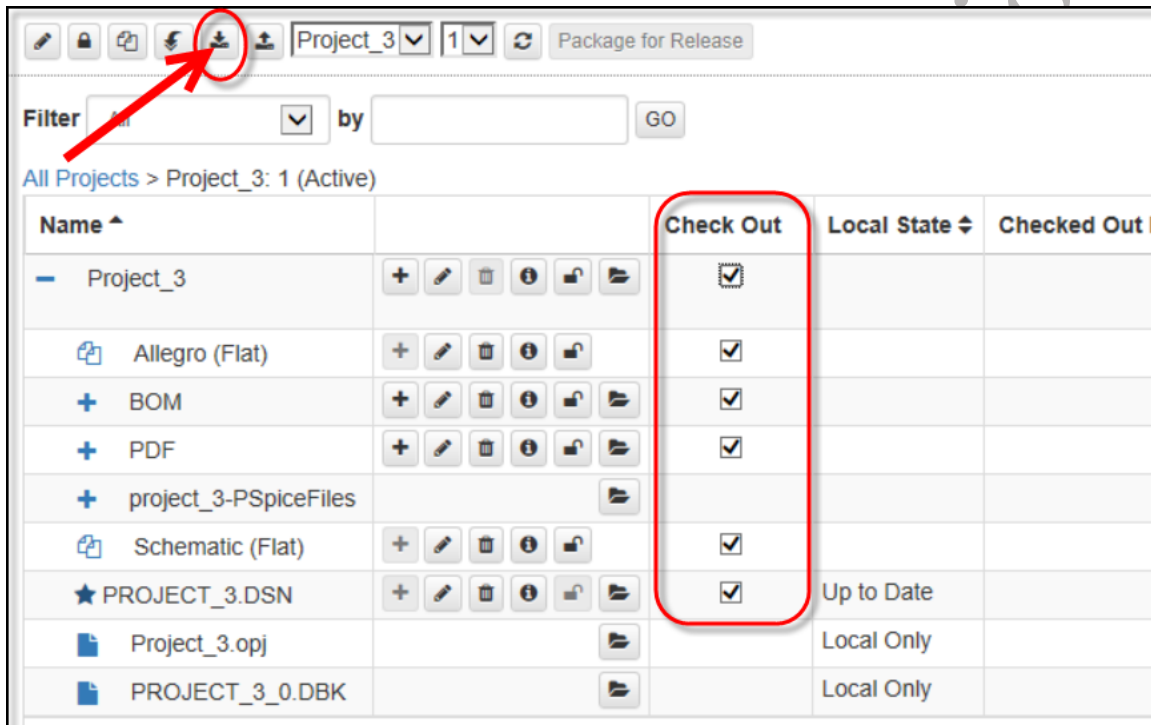 Project_3 1 Package for Release
Filter All by GO
All Projects > Project_3: 1 (Active)
Name Check Out Local State Checked Out
Project_3
Allegro (Flat)
BOM
PDF
project_3-PSpiceFiles
Schematic (Flat)
PROJECT_3.DSN Up to Date
Project_3.opj Local Only
PROJECT_3_0.DBK Local Only